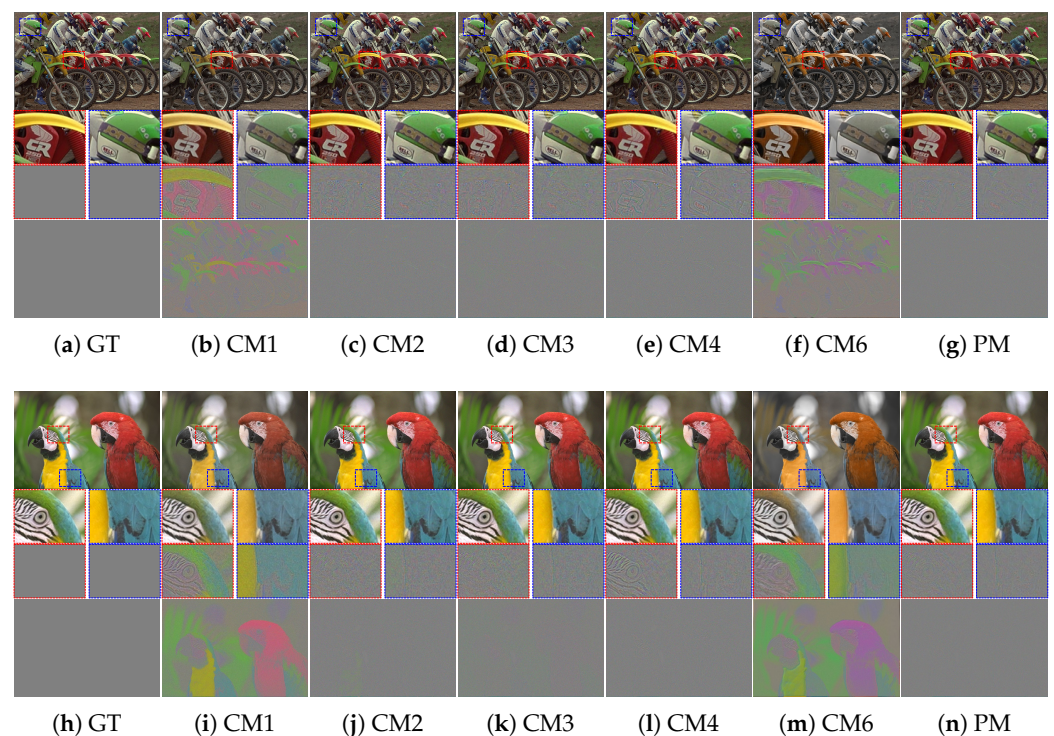 (a) GT (b) CM1 (c) CM2 (d) CM3 (e) CM4 (f) CM6 (g) PM
(h) GT (i) CM1 (j) CM2 (k) CM3 (l) CM4 (m) CM6 (n) PM